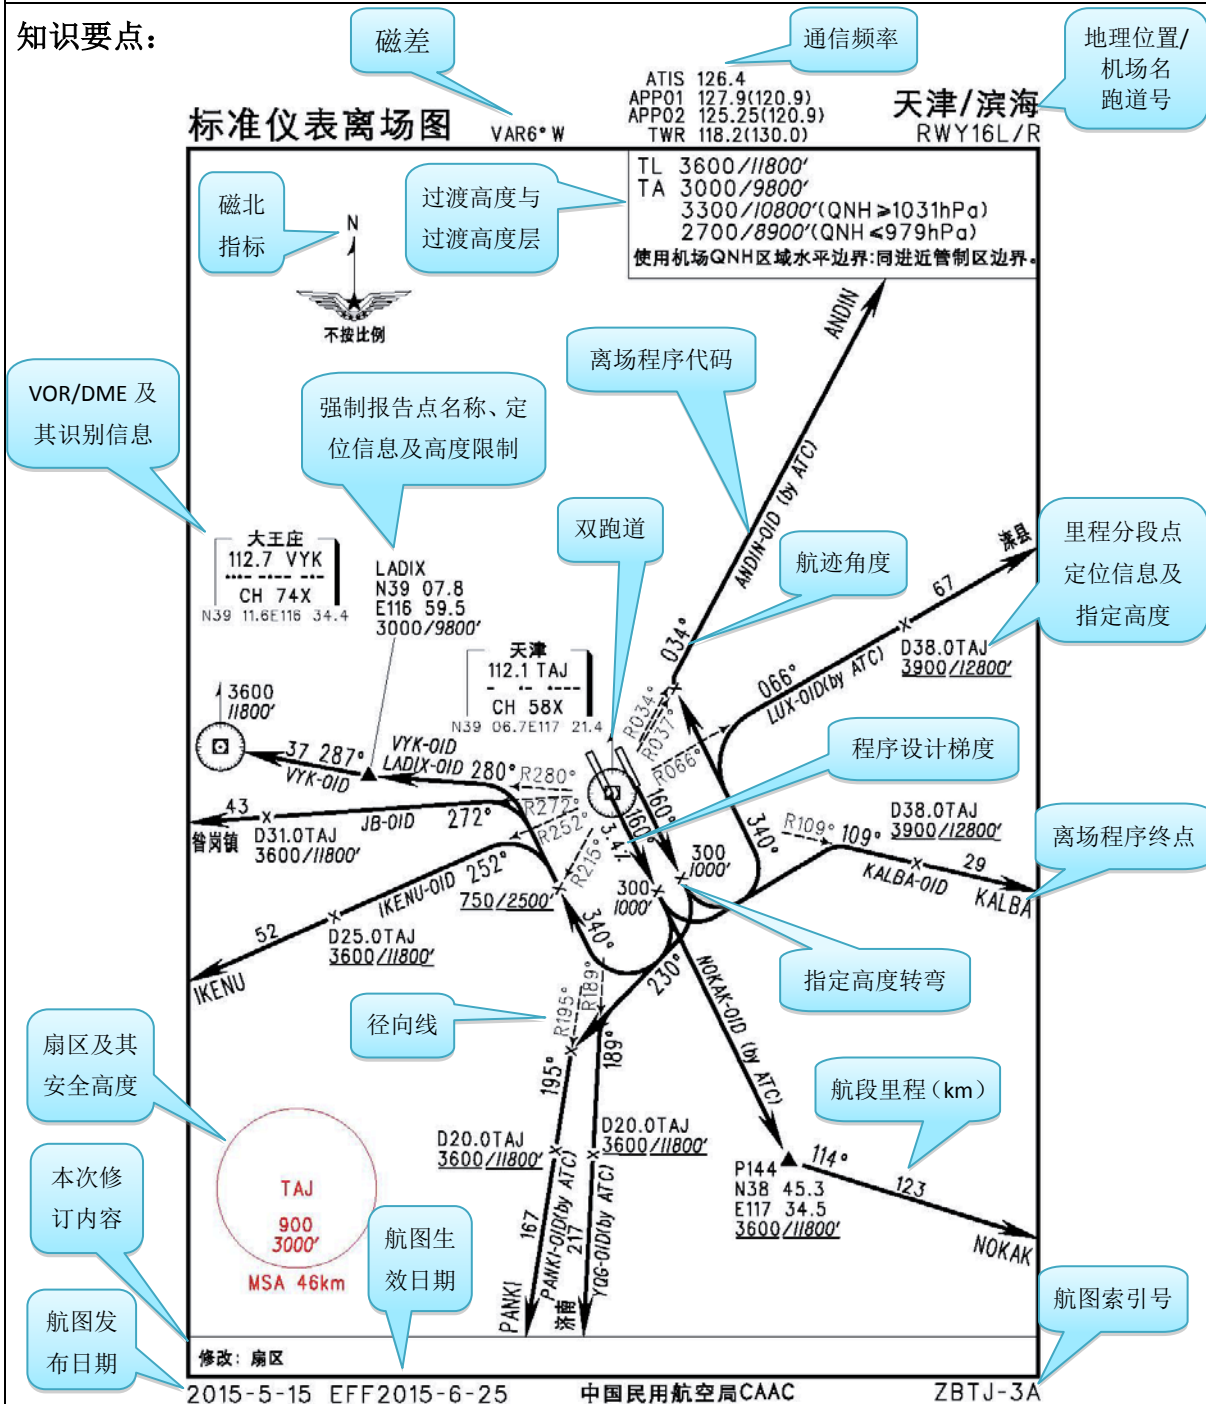 知识要点:
磁差
通信频率
地理位置/
机场名
跑道号
标准仪表离场图
VAR6° W
ATIS 126.4
APP01 127.9(120.9)
APP02 125.25(120.9)
TWR 118.2(130.0)
天津/滨海
RWY16L/R
TL 3600/11800′
TA 3000/9800′
3300/10800′(QNH≥1031hPa)
2700/8900′(QNH≤979hPa)
使用机场QNH区域水平边界:同进近管制区边界。
磁北
指标
N
不按比例
过渡高度与
过渡高度层
离场程序代码
VOR/DME 及
其识别信息
强制报告点名称、定
位信息及高度限制
双跑道
航迹角度
里程分段点
定位信息及
指定高度
ANDIN
ANDIN-01D (by ATC)
034°
大王庄
112.7 VYK
CH 74X
N39 11.6E116 34.4
LADIX
N39 07.8
E116 59.5
3000/9800′
天津
112.1 TAJ
CH 58X
N39 06.7E117 21.4
滦县
67
D38.0TAJ
3900/12800′
066°
LUX-01D(by ATC)
R034°
R037°
R066°
3600
11800′
37 287°
VYK-01D
VYK-01D
LADIX-01D
280°
R280°
程序设计梯度
43
昝岗镇
D31.0TAJ
3600/11800′
JB-01D
272°
R272°
R252°
R215°
160°
160°
3.4%
340°
D38.0TAJ
3900/12800′
R109°
109°
29
KALBA-01D
KALBA
离场程序终点
252°
IKENU-01D
52
D25.0TAJ
3600/11800′
IKENU
750/2500′
340°
300
1000′
300
1000′
指定高度转弯
230°
NOKAK-01D (by ATC)
径向线
R195°
R189°
195°
189°
扇区及其
安全高度
航段里程（km）
D20.0TAJ
3600/11800′
D20.0TAJ
3600/11800′
P144
N38 45.3
E117 34.5
3600/11800′
114°
123
NOKAK
本次修
订内容
TAJ
900
3000′
MSA 46km
航图生
效日期
167
PANKI-01D(by ATC)
PANKI
217
YQG-01D(by ATC)
济南
航图索引号
航图发
布日期
修改: 扇区
2015-5-15 EFF2015-6-25
中国民用航空局CAAC
ZBTJ-3A